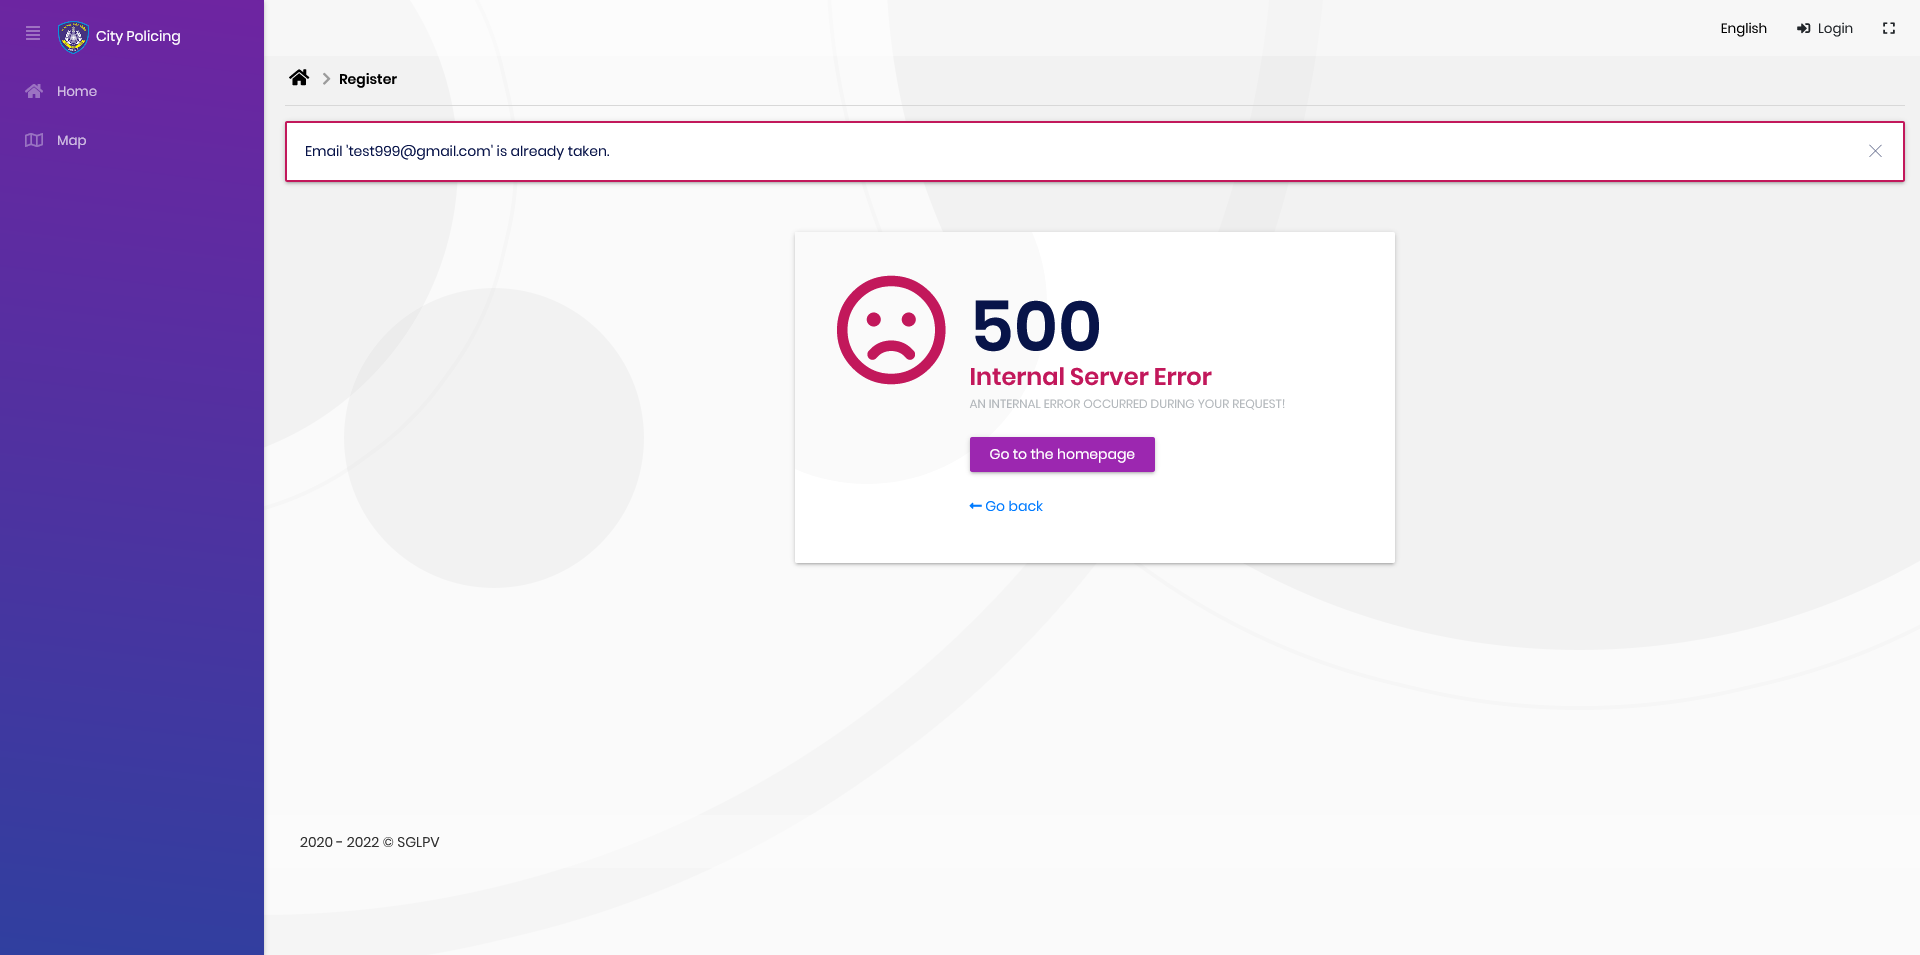 City Policing
Home
Map
English
Login
Register
Email 'test999@gmail.com' is already taken.
500
Internal Server Error
AN INTERNAL ERROR OCCURRED DURING YOUR REQUEST!
Go to the homepage
Go back
2020 - 2022 © SGLPV